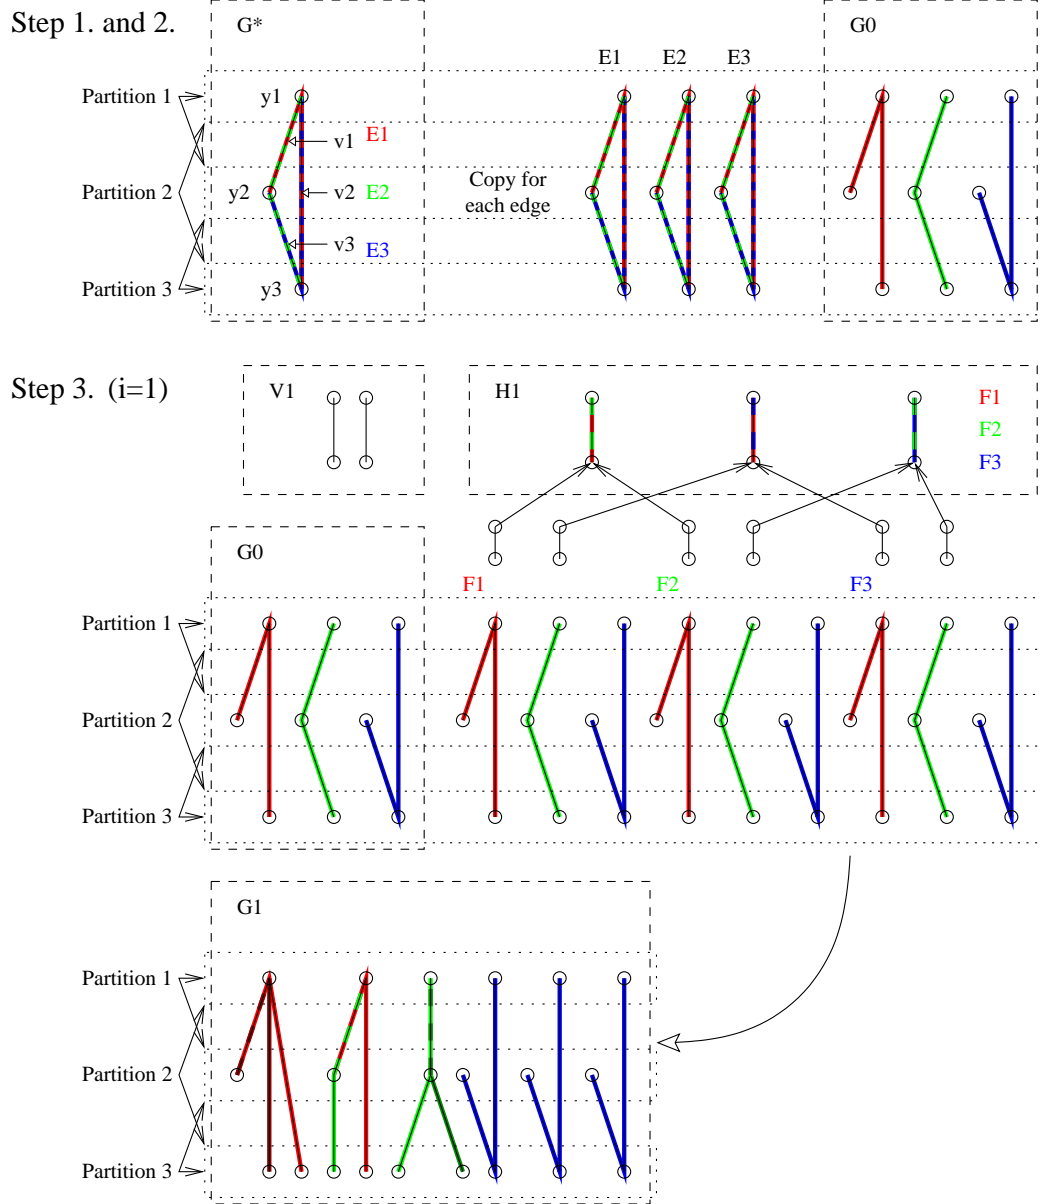 Step 1. and 2.
G*
G0
E1 E2 E3
Partition 1
y1
v1 E1
Partition 2
y2
v2 E2
Copy for
each edge
v3 E3
Partition 3
y3
Step 3. (i=1)
V1
H1
F1
F2
F3
G0
F1 F2 F3
Partition 1
Partition 2
Partition 3
G1
Partition 1
Partition 2
Partition 3